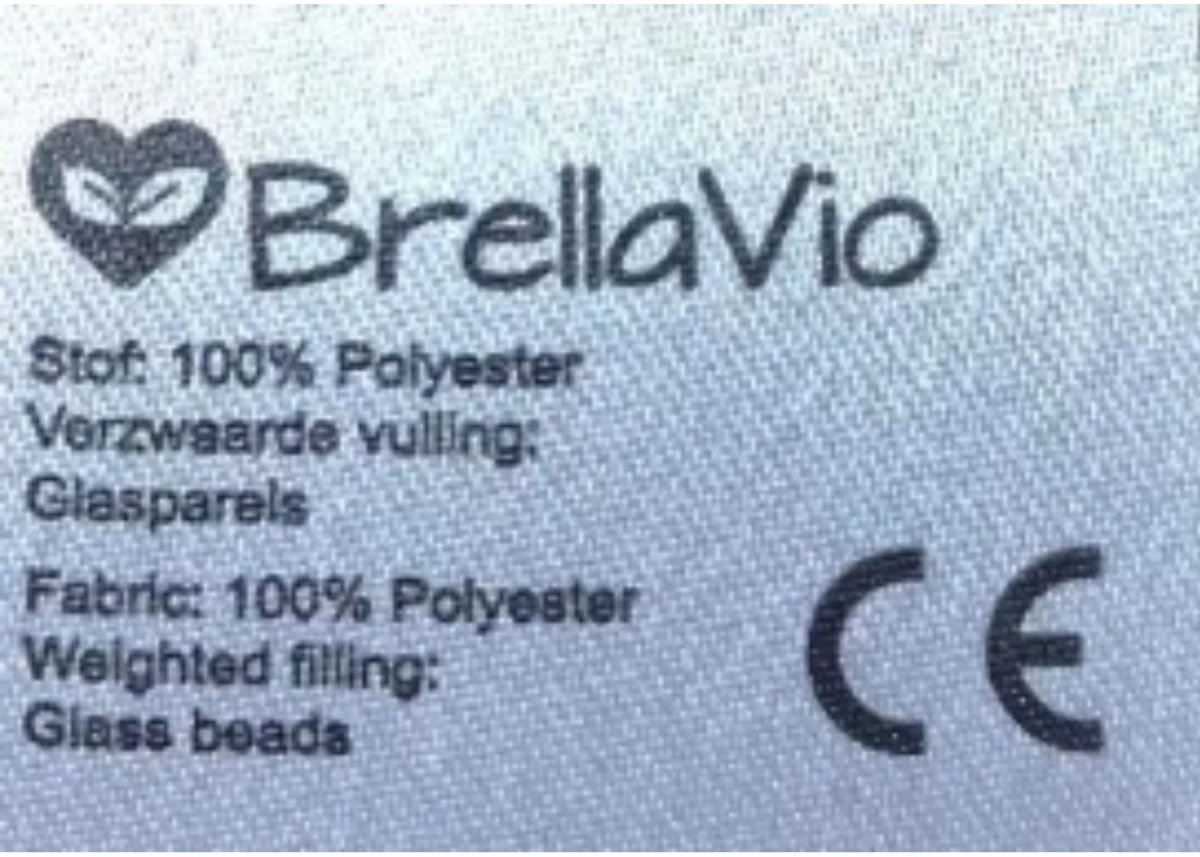 BrellaVio
Stof: 100% Polyester
Verzwaarde vulling:
Glasparels
Fabric: 100% Polyester
Weighted filling:
Glass beads
CE